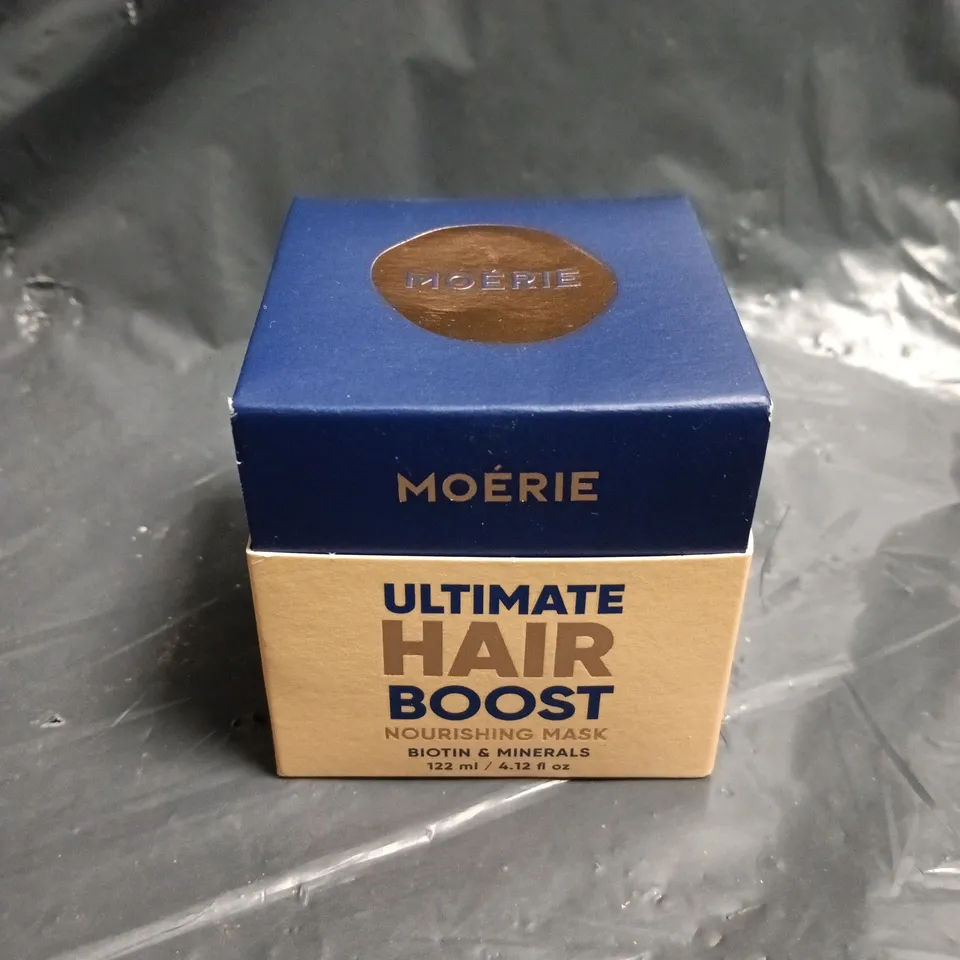 MOÉRIE
MOÉRIE
ULTIMATE
HAIR
BOOST
NOURISHING MASK
BIOTIN & MINERALS
122 ml / 4.12 fl oz